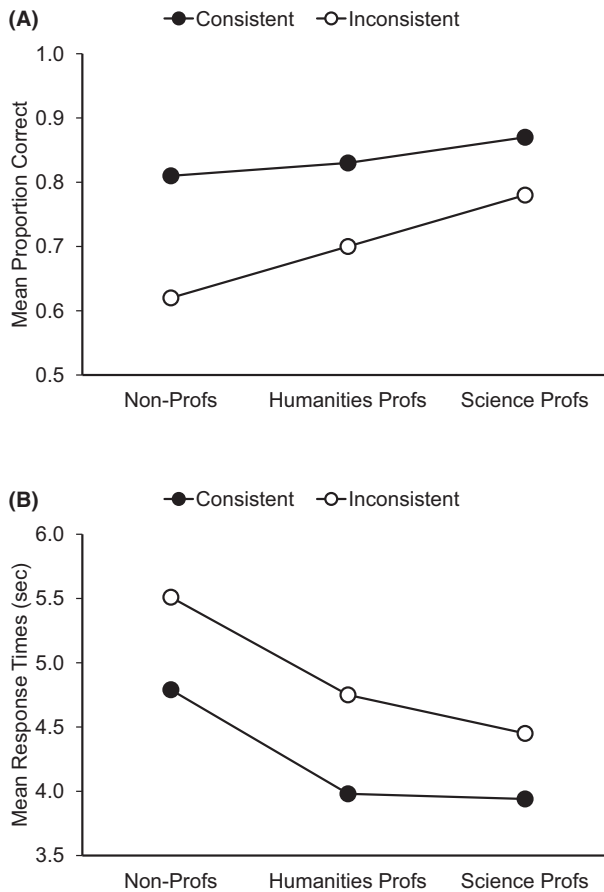 (A)
Consistent Inconsistent
1.0
0.9
0.8
0.7
0.6
0.5
Mean Proportion Correct
Non-Profs Humanities Profs Science Profs
(B)
Consistent Inconsistent
6.0
5.5
5.0
4.5
4.0
3.5
Mean Response Times (sec)
Non-Profs Humanities Profs Science Profs